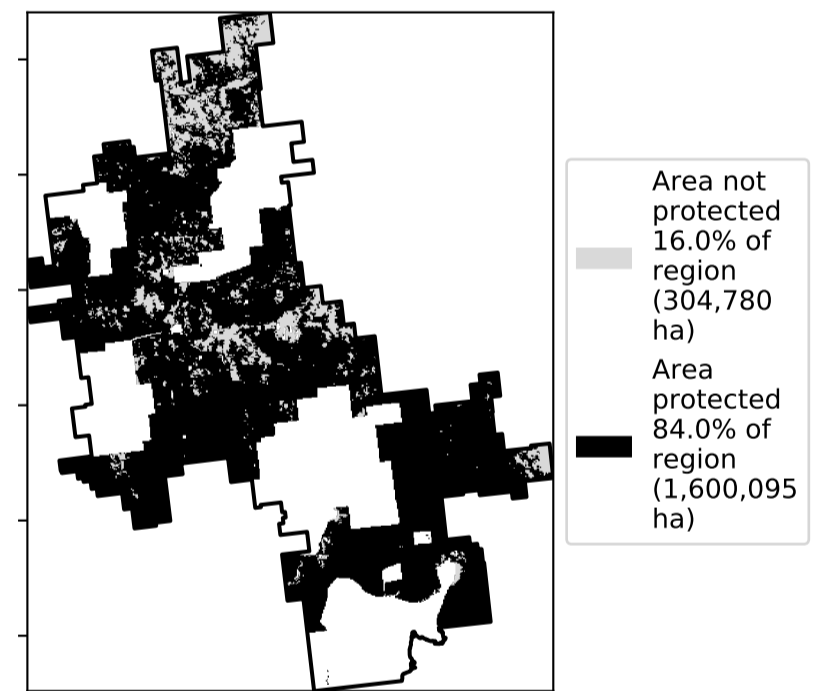 Area not
protected
16.0% of
region
(304,780
ha)
Area
protected
84.0% of
region
(1,600,095
ha)